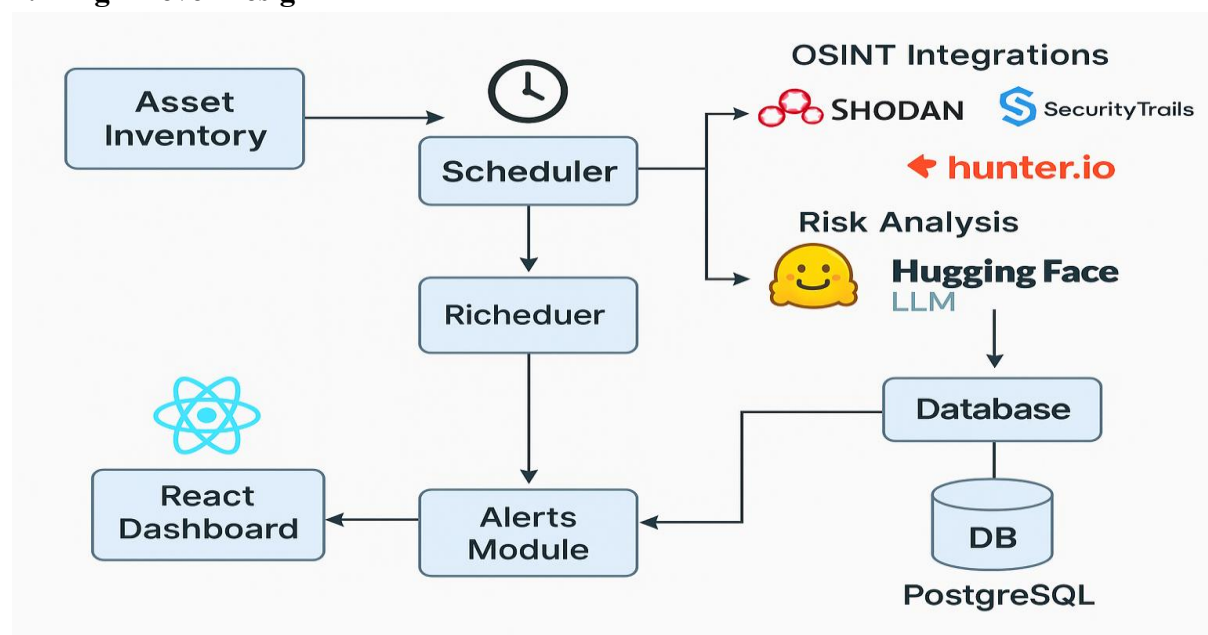 Asset
Inventory
Scheduler
OSINT Integrations
SHODAN
SecurityTrails
hunter.io
Risk Analysis
Hugging Face
LLM
Richeduer
Database
DB
PostgreSQL
React
Dashboard
Alerts
Module